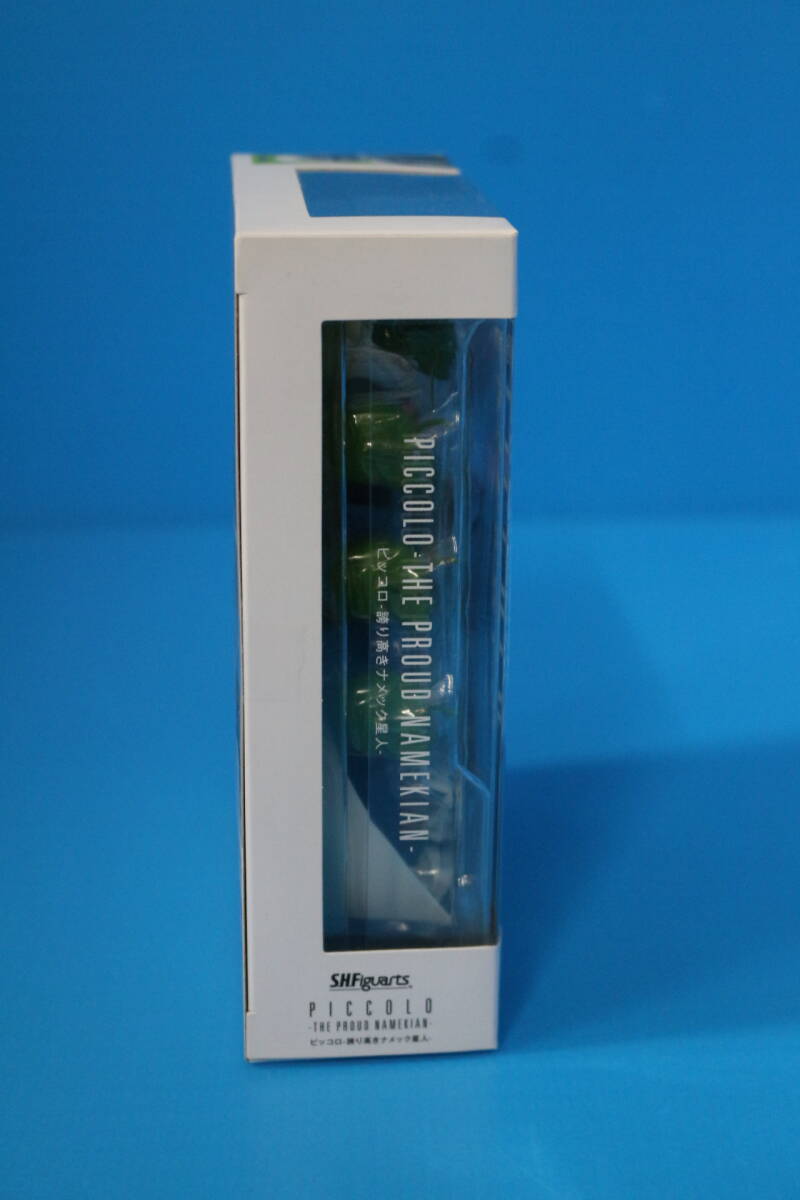 PICCOLO -THE PROUD NAMEKIAN-
ピッコロ-誇り高きナメック星人-
S.H.Figuarts
PICCOLO
-THE PROUD NAMEKIAN-
ピッコロ-誇り高きナメック星人-